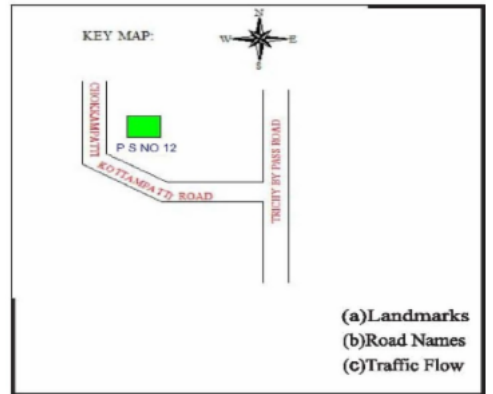 KEY MAP:
N
W E
S
CHOKKAMPATTI
P S NO 12
KOTTAMPATTI ROAD
TRICHY BY PASS ROAD
(a)Landmarks
(b)Road Names
(c)Traffic Flow